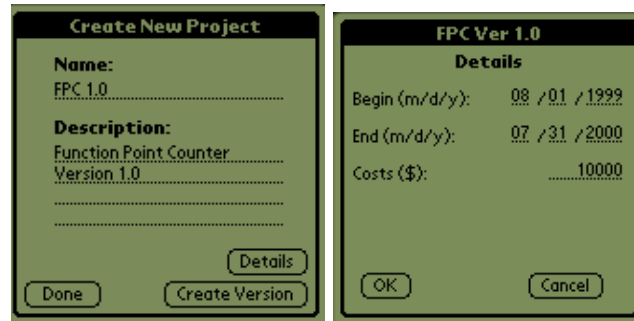 Create New Project
Name:
FPC 1.0
Description:
Function Point Counter
Version 1.0
Details
Done
Create Version
FPC Ver 1.0
Details
Begin (m/d/y): 08 / 01 / 1999
End (m/d/y): 07 / 31 / 2000
Costs ($): 10000
OK
Cancel